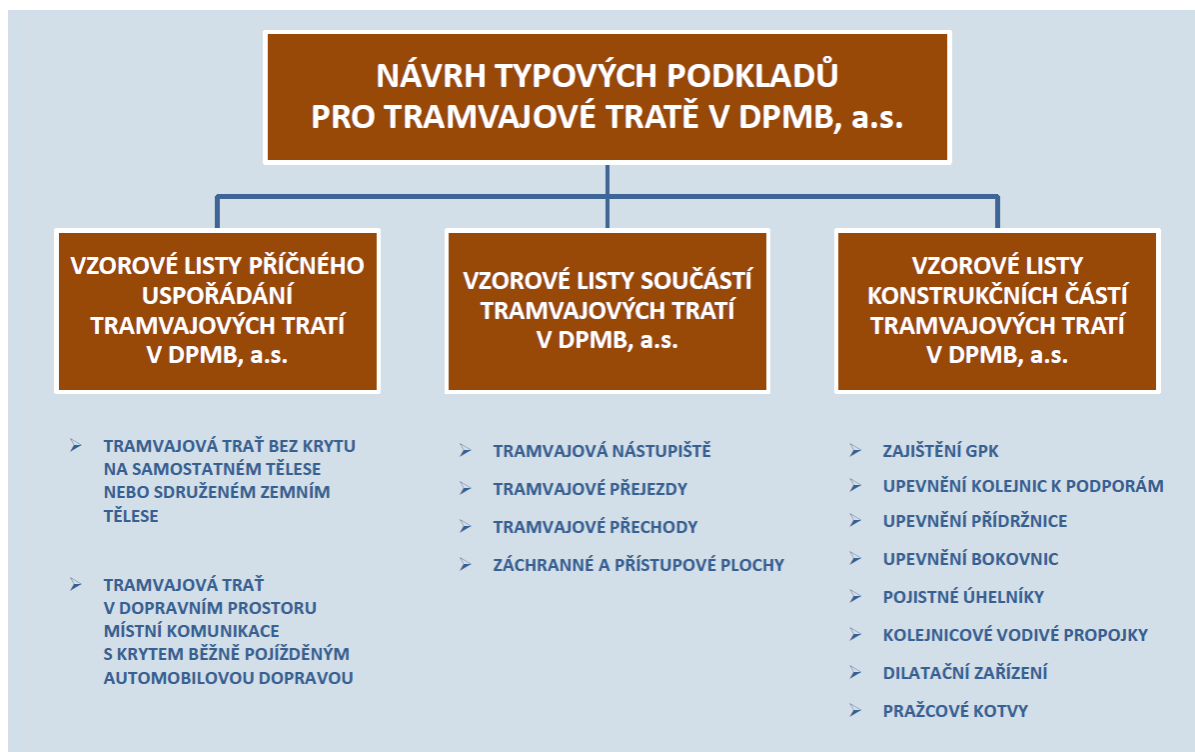 NÁVRH TYPOVÝCH PODKLADŮ
PRO TRAMVAJOVÉ TRATĚ V DPMB, a.s.
VZOROVÉ LISTY PŘÍČNÉHO
USPOŘÁDÁNÍ
TRAMVAJOVÝCH TRATÍ
V DPMB, a.s.
➢ TRAMVAJOVÁ TRAŤ BEZ KRYTU
NA SAMOSTATNÉM TĚLESE
NEBO SDRUŽENÉM ZEMNÍM
TĚLESE
➢ TRAMVAJOVÁ TRAŤ
V DOPRAVNÍM PROSTORU
MÍSTNÍ KOMUNIKACE
S KRYTEM BĚŽNĚ POJÍŽDĚNÝM
AUTOMOBILOVOU DOPRAVOU
VZOROVÉ LISTY SOUČÁSTÍ
TRAMVAJOVÝCH TRATÍ
V DPMB, a.s.
➢ TRAMVAJOVÁ NÁSTUPIŠTĚ
➢ TRAMVAJOVÉ PŘEJEZDY
➢ TRAMVAJOVÉ PŘECHODY
➢ ZÁCHRANNÉ A PŘÍSTUPOVÉ PLOCHY
VZOROVÉ LISTY
KONSTRUKČNÍCH ČÁSTÍ
TRAMVAJOVÝCH TRATÍ
V DPMB, a.s.
➢ ZAJIŠTĚNÍ GPK
➢ UPEVNĚNÍ KOLEJNIC K PODPORÁM
➢ UPEVNĚNÍ PŘÍDRŽNICE
➢ UPEVNĚNÍ BOKOVNIC
➢ POJISTNÉ ÚHELNÍKY
➢ KOLEJNICOVÉ VODIVÉ PROPOJKY
➢ DILATAČNÍ ZAŘÍZENÍ
➢ PRAŽCOVÉ KOTVY